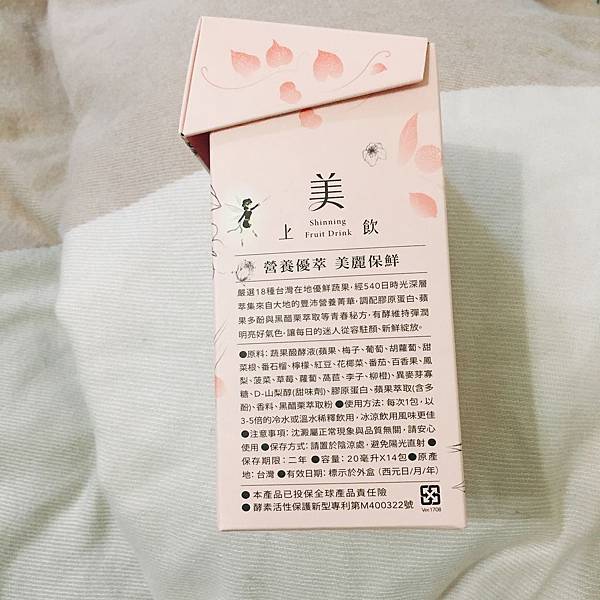 美
Shinning
上 Fruit Drink 飲
營養優萃 美麗保鮮
嚴選18種台灣在地優鮮蔬果，經540日時光深層
萃集來自大地的豐沛營養菁華，調配膠原蛋白、蘋
果多酚與黑醋栗萃取等青春秘方，有酵維持彈潤
明亮好氣色，讓每日的迷人從容駐顏、新鮮綻放。
●原料：蔬果醱酵液(蘋果、梅子、葡萄、胡蘿蔔、甜
菜根、番石榴、檸檬、紅豆、花椰菜、番茄、百香果、鳳
梨、菠菜、草莓、蘿蔔、萵苣、李子、柳橙)、異麥芽寡
糖、D-山梨醇(甜味劑)、膠原蛋白、蘋果萃取(含多
酚)、香料、黑醋栗萃取粉 ●使用方法：每次1包，以
3-5倍的冷水或溫水稀釋飲用，冰涼飲用風味更佳
●注意事項：沈澱屬正常現象與品質無關，請安心
使用 ●保存方式：請置於陰涼處，避免陽光直射 ●
保存期限：二年 ●容量：20毫升X14包 ●原產
地：台灣 ●有效日期：標示於外盒 (西元日/月/年)
● 本產品已投保全球產品責任險
● 酵素活性保護新型專利第M400322號
Ver.1708